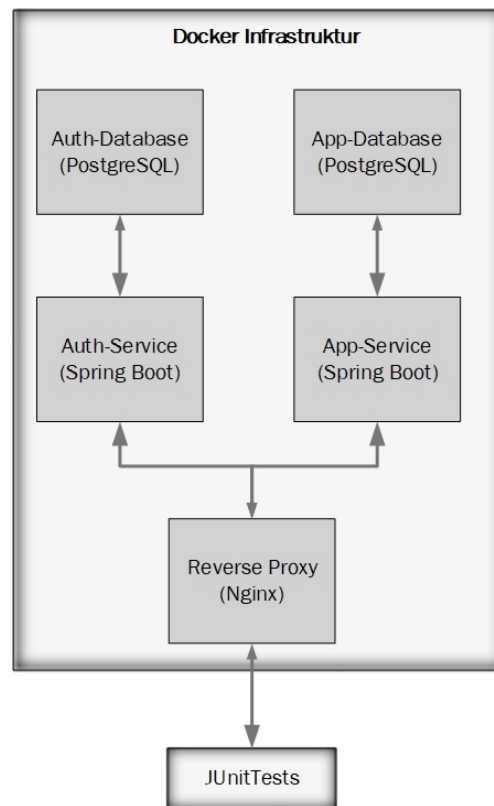 Docker Infrastruktur
Auth-Database
(PostgreSQL)
App-Database
(PostgreSQL)
Auth-Service
(Spring Boot)
App-Service
(Spring Boot)
Reverse Proxy
(Nginx)
JUnitTests